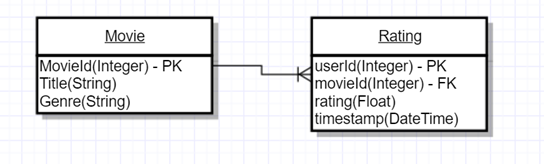 Movie
MovieId(Integer) - PK
Title(String)
Genre(String)
Rating
userId(Integer) - PK
movieId(Integer) - FK
rating(Float)
timestamp(DateTime)